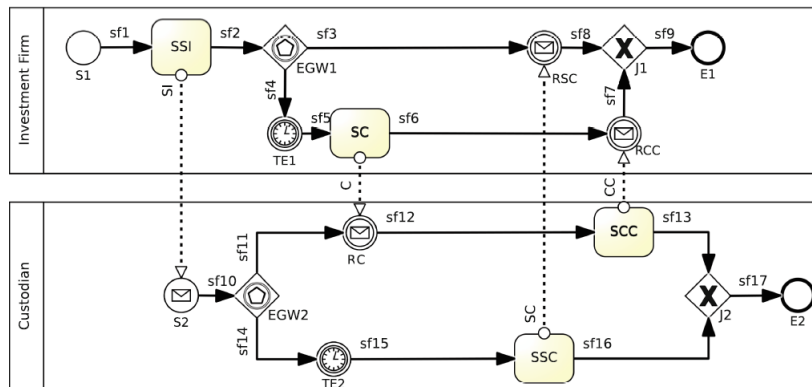 Investment Firm
sf1
sf2
sf3
sf8
sf9
SSI
S1
EGW1
RSC
J1
E1
SI
sf4
sf7
sf5
sf6
SC
TE1
RCC
C
CC
Custodian
sf11
sf12
sf13
RC
SCC
sf10
sf17
S2
EGW2
J2
E2
SC
sf14
sf15
sf16
TE2
SSC